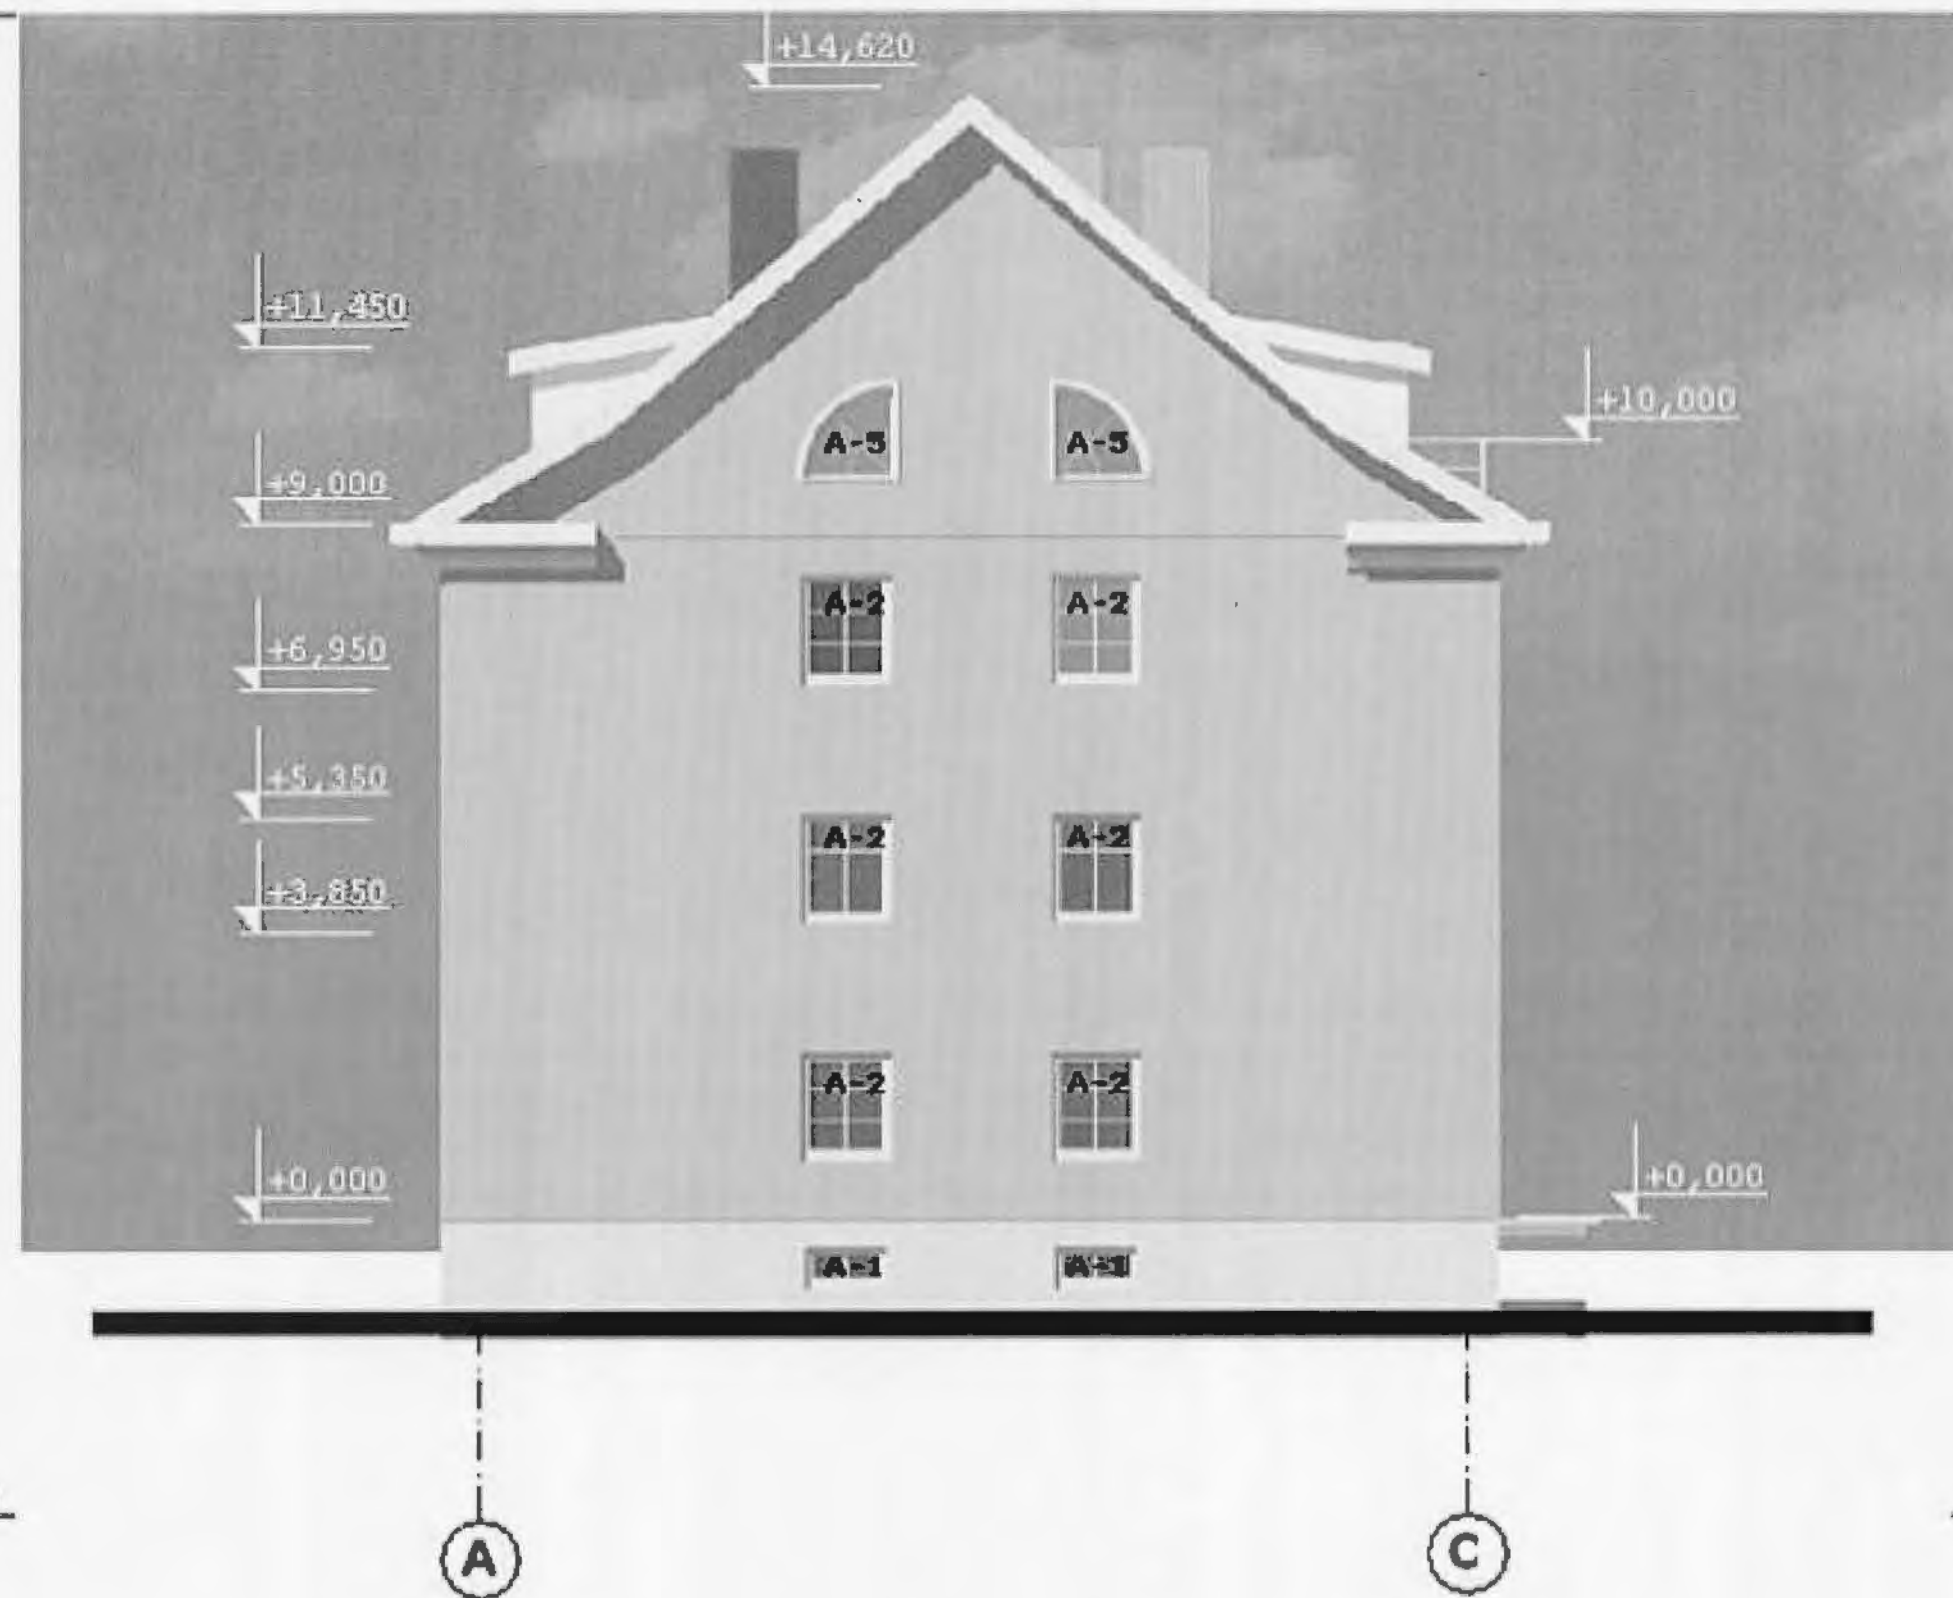 +14,620
+11,450
+10,000
A-5 A-5
+9,000
A-2 A-2
+6,950
+5,350
A-2 A-2
+3,850
A-2 A-2
+0,000 +0,000
A-1 A-1
A C